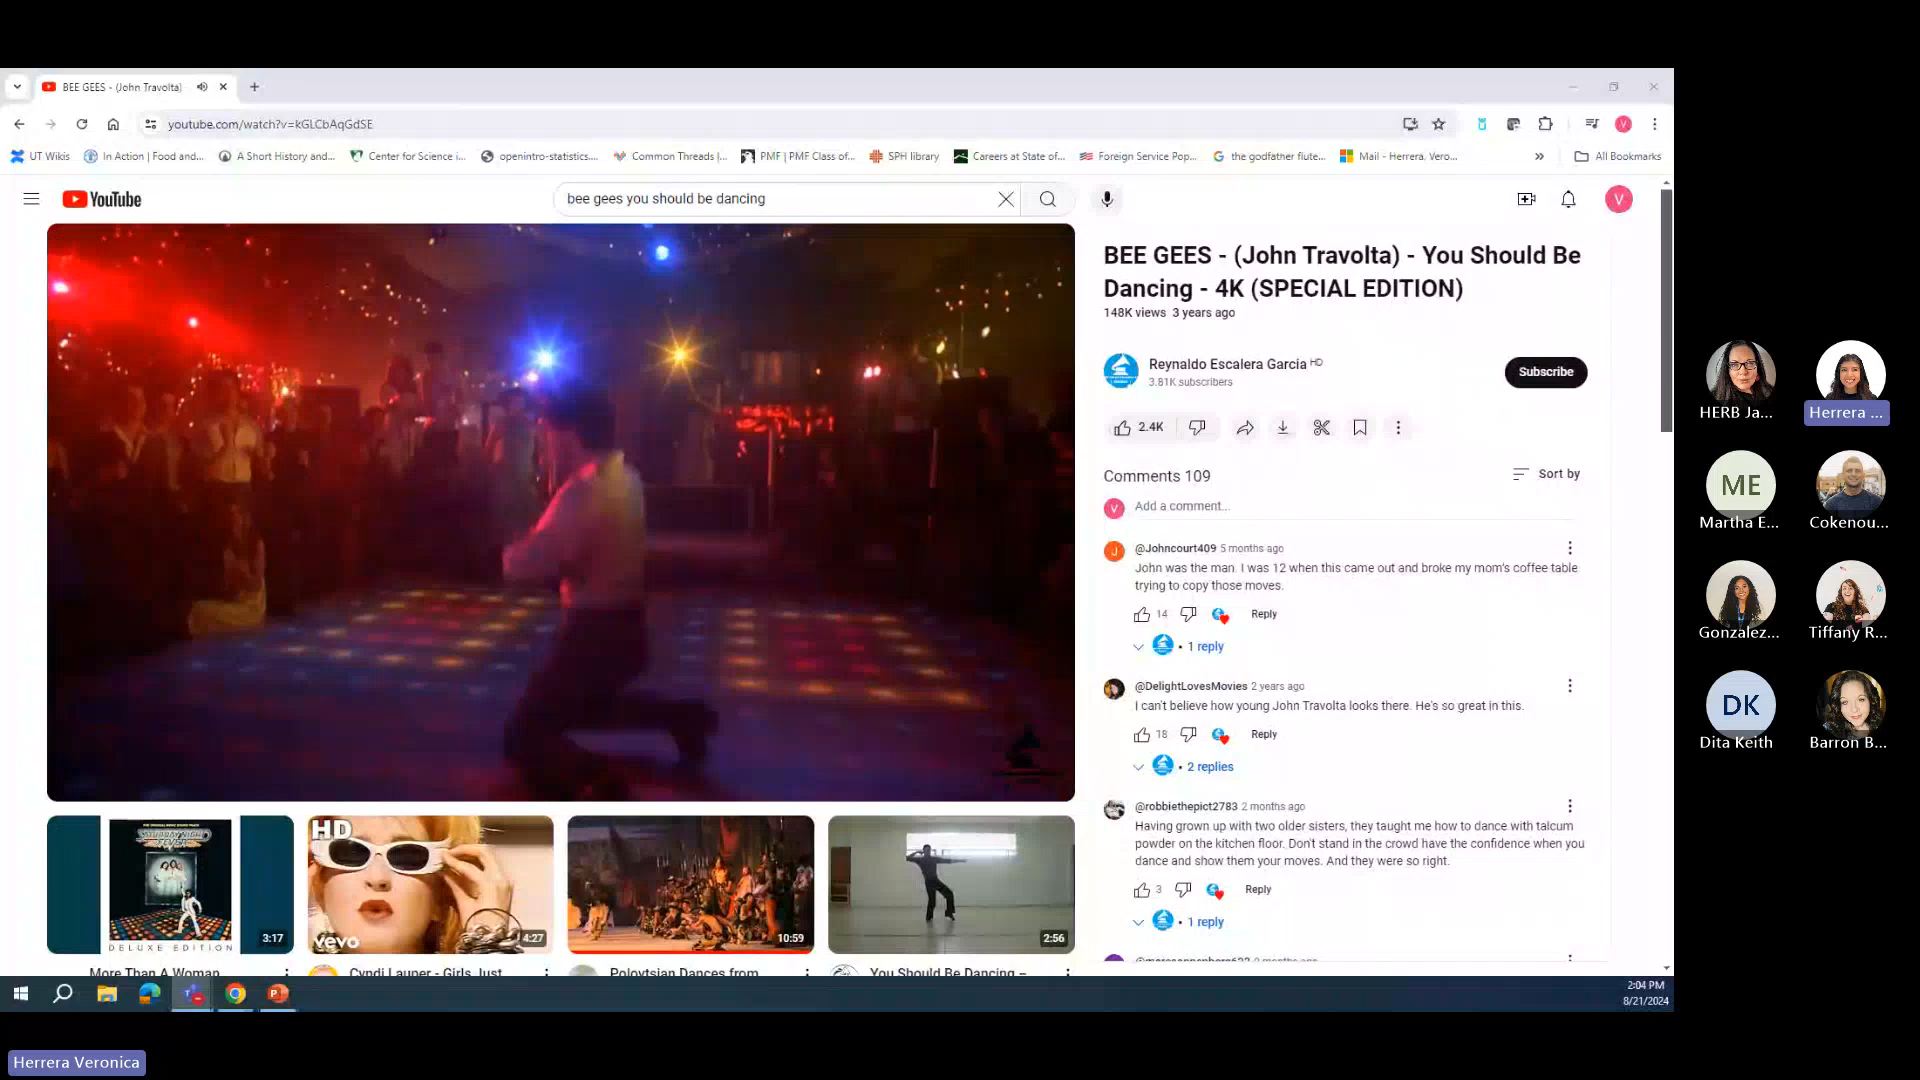 BEE GEES - (John Travolta)
youtube.com/watch?v=kGLCbAqGdSE
UT Wikis
In Action | Food and...
A Short History and...
Center for Science i...
openintro-statistics....
Common Threads |...
PMF | PMF Class of...
SPH library
Careers at State of...
Foreign Service Pop...
the godfather flute...
Mail - Herrera, Vero...
All Bookmarks
YouTube
bee gees you should be dancing
V
BEE GEES - (John Travolta) - You Should Be
Dancing - 4K (SPECIAL EDITION)
148K views 3 years ago
Reynaldo Escalera Garcia HD
3.81K subscribers
Subscribe
2.4K
Comments 109
Sort by
V
Add a comment...
J
@Johncourt409 5 months ago
John was the man. I was 12 when this came out and broke my mom's coffee table
trying to copy those moves.
14
Reply
1 reply
@DelightLovesMovies 2 years ago
I can't believe how young John Travolta looks there. He's so great in this.
18
Reply
2 replies
@robbiethepict2783 2 months ago
Having grown up with two older sisters, they taught me how to dance with talcum
powder on the kitchen floor. Don't stand in the crowd have the confidence when you
dance and show them your moves. And they were so right.
3
Reply
1 reply
SATURDAY NIGHT
FEVER
DELUXE EDITION
3:17
HD
vevo
4:27
10:59
2:56
More Than A Woman
Cyndi Lauper - Girls Just
Polovtsian Dances from
You Should Be Dancing –
2:04 PM
8/21/2024
HERB Ja...
Herrera ...
ME
Martha E...
Cokenou...
Gonzalez...
Tiffany R...
DK
Dita Keith
Barron B...
Herrera Veronica